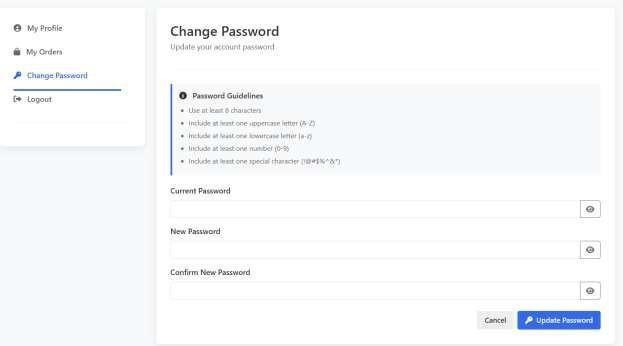 My Profile
My Orders
Change Password
Logout
Change Password
Update your account password
Password Guidelines
Use at least 8 characters
Include at least one uppercase letter (A-Z)
Include at least one lowercase letter (a-z)
Include at least one number (0-9)
Include at least one special character (!@#$%^&*)
Current Password
New Password
Confirm New Password
Cancel
Update Password